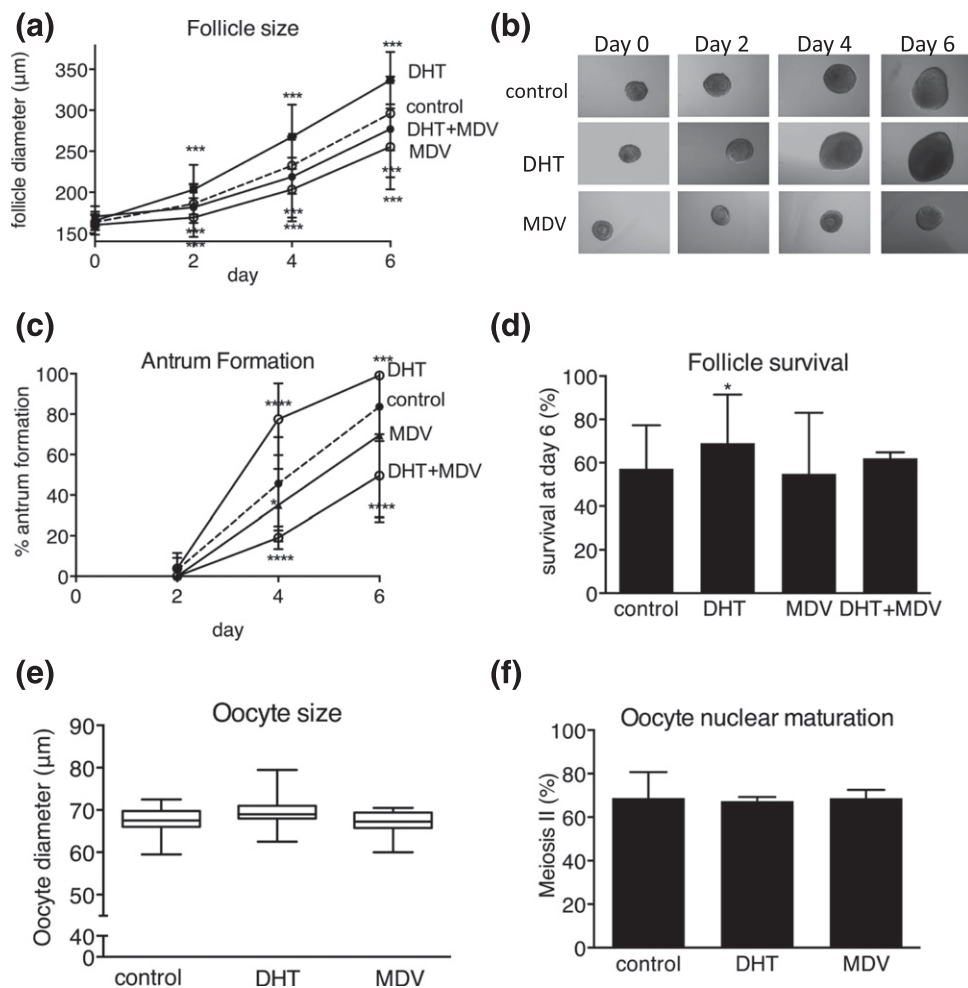 (a)
Follicle size
follicle diameter (µm)
350
300
250
200
150
0
2
4
6
day
***
***
***
***
***
***
***
***
***
DHT
control
DHT+MDV
MDV
(b)
Day 0 Day 2 Day 4 Day 6
control
DHT
MDV
(c)
Antrum Formation
% antrum formation
100
80
60
40
20
0
0
2
4
6
day
****
*
****
***
****
DHT
control
MDV
DHT+MDV
(d)
Follicle survival
survival at day 6 (%)
100
80
60
40
20
0
*
control DHT MDV DHT+MDV
(e)
Oocyte size
Oocyte diameter (µm)
90
80
70
60
50
40
0
control DHT MDV
(f)
Oocyte nuclear maturation
Meiosis II (%)
100
80
60
40
20
0
control DHT MDV